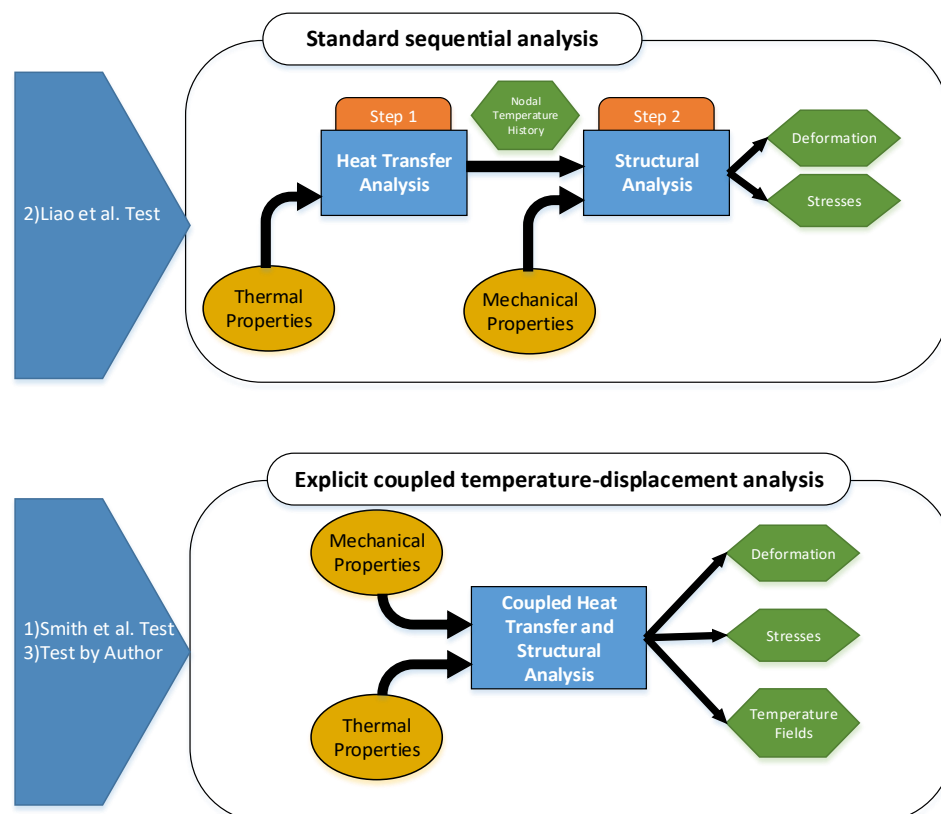 Standard sequential analysis
Step 1
Nodal
Temperature
History
Step 2
Heat Transfer
Analysis
Structural
Analysis
Deformation
Stresses
2)Liao et al. Test
Thermal
Properties
Mechanical
Properties
Explicit coupled temperature-displacement analysis
Mechanical
Properties
Deformation
Coupled Heat
Transfer and
Structural
Analysis
Stresses
1)Smith et al. Test
3)Test by Author
Thermal
Properties
Temperature
Fields